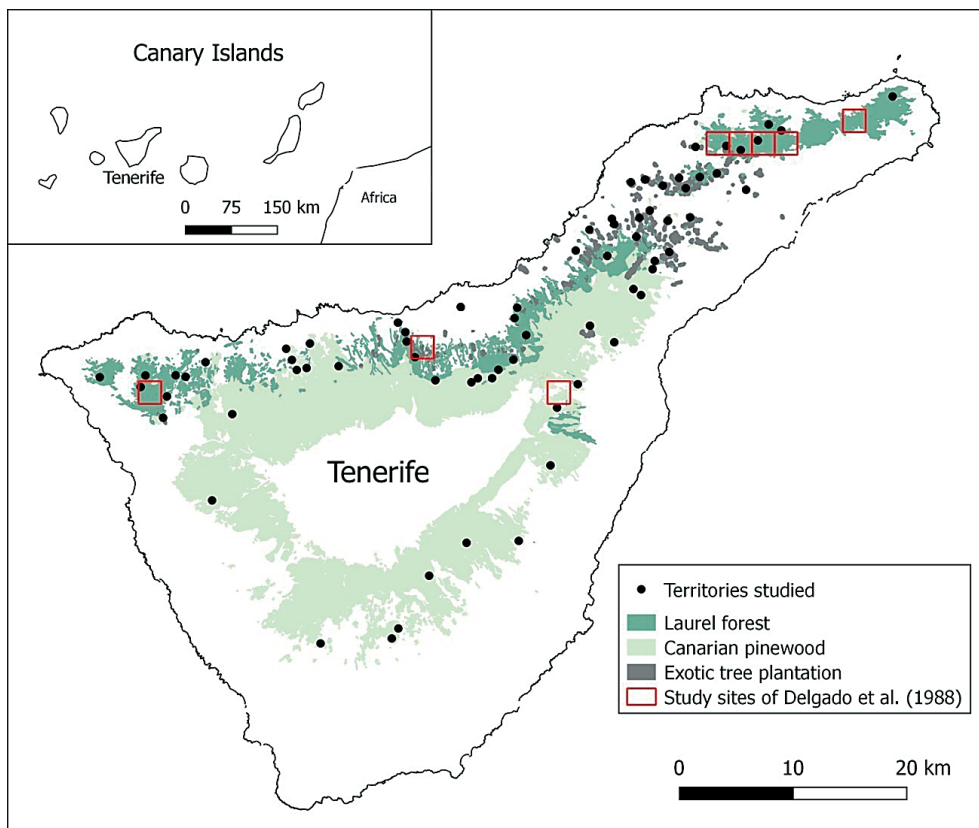 Canary Islands
Tenerife
0 75 150 km
Africa
Tenerife
Territories studied
Laurel forest
Canarian pinewood
Exotic tree plantation
Study sites of Delgado et al. (1988)
0 10 20 km